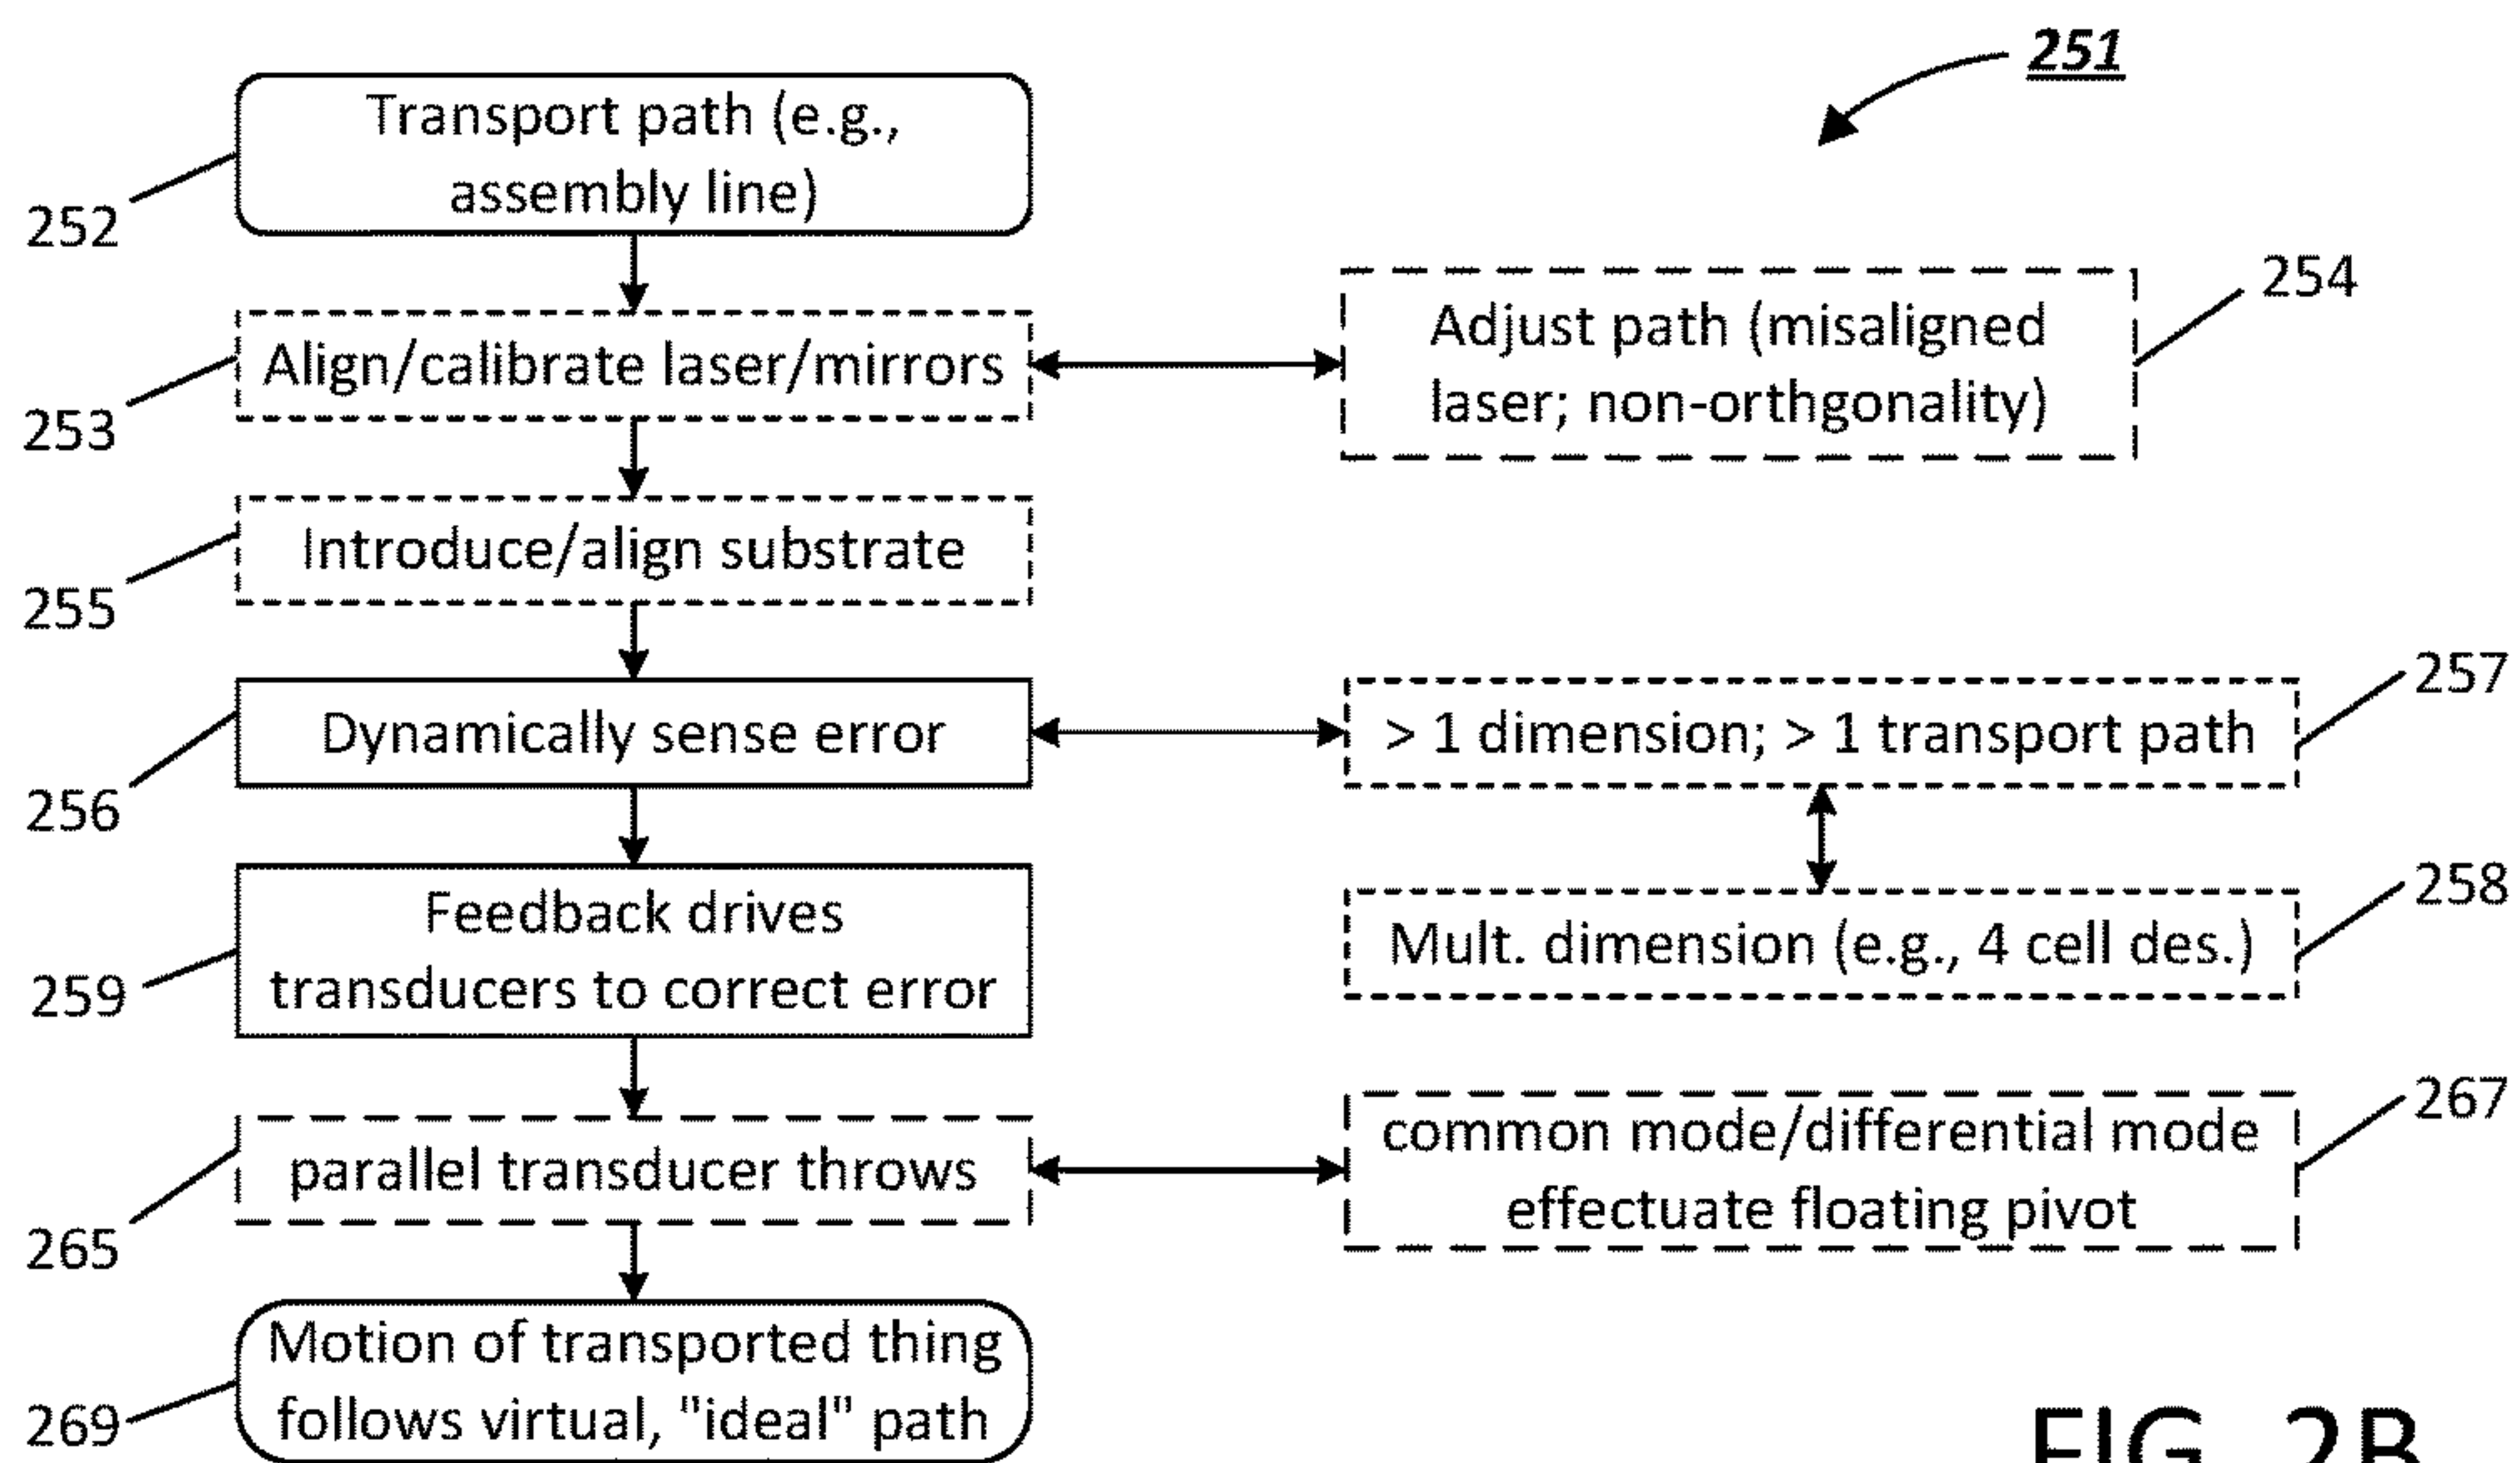 251
Transport path (e.g.,
assembly line)
252
Align/calibrate laser/mirrors
253
Adjust path (misaligned
laser; non-orthgonality)
254
Introduce/align substrate
255
Dynamically sense error
256
> 1 dimension; > 1 transport path
257
Mult. dimension (e.g., 4 cell des.)
258
Feedback drives
transducers to correct error
259
parallel transducer throws
265
common mode/differential mode
effectuate floating pivot
267
Motion of transported thing
follows virtual, "ideal" path
269
FIG. 2B